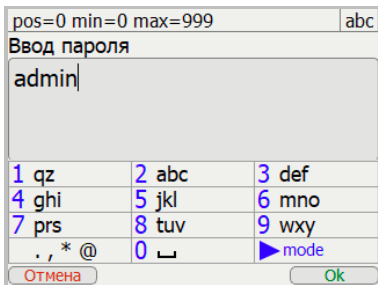 pos=0 min=0 max=999 abc
Ввод пароля
admin
1 qz 2 abc 3 def
4 ghi 5 jkl 6 mno
7 prs 8 tuv 9 wxy
. , * @ 0 ⎵ ▶ mode
Отмена Ok